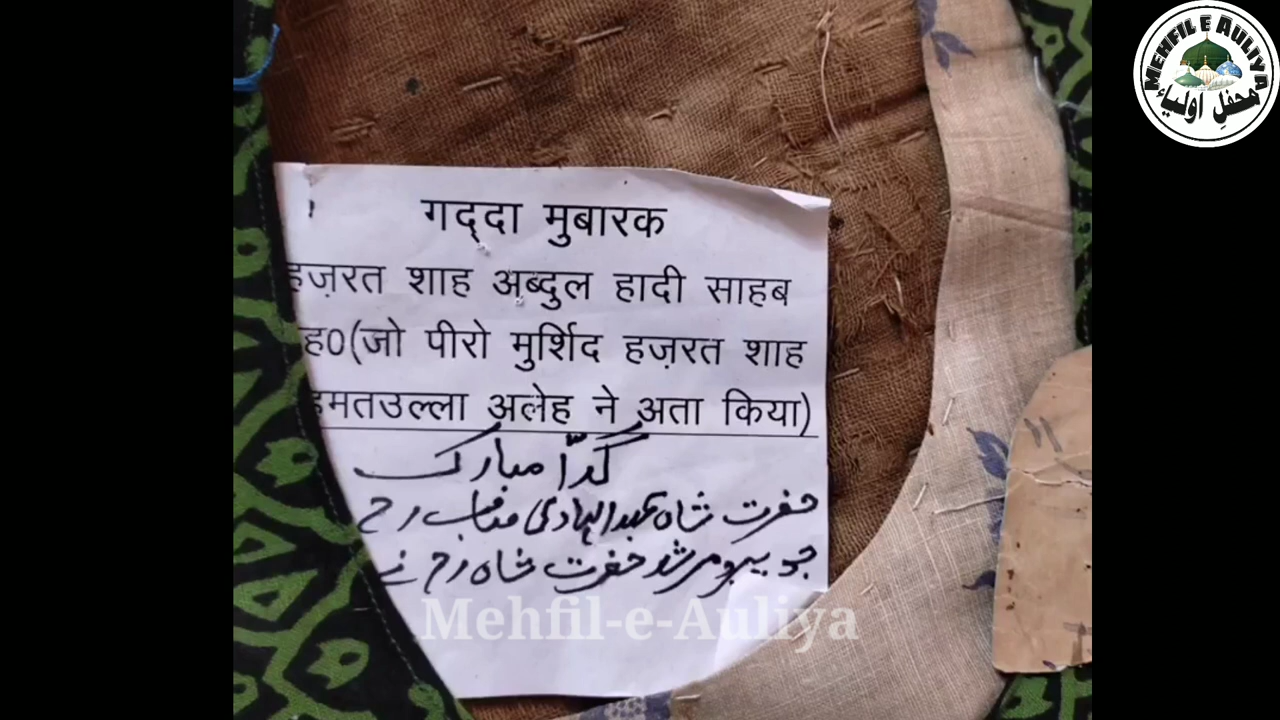 MEHFIL E AULIYA
محفلِ اولیاء
गद्दा मुबारक
हज़रत शाह अब्दुल हादी साहब
ह0(जो पीरो मुर्शिद हज़रत शाह
हमतउल्ला अलेह ने अता किया)
گدّا مبارک
حضرت شاہ عبدالہادی صاحب رح
جو پیرو مرشد حضرت شاہ رح نے
Mehfil-e-Auliya